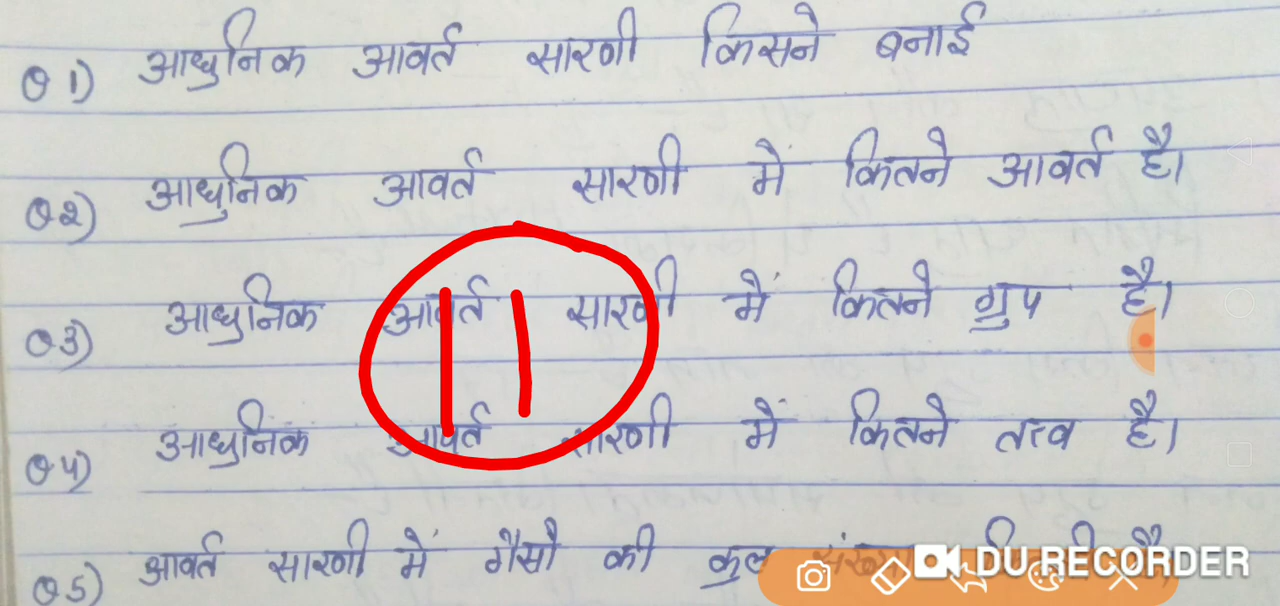 Q1) आधुनिक आवर्त सारणी किसने बनाई
Q2) आधुनिक आवर्त सारणी में कितने आवर्त है।
Q3) आधुनिक आवर्त सारणी में कितने ग्रुप है।
Q4) आधुनिक आवर्त सारणी में कितने तत्व है।
Q5) आवर्त सारणी में गैसो की कुल संख्या है।
11
DU RECORDER